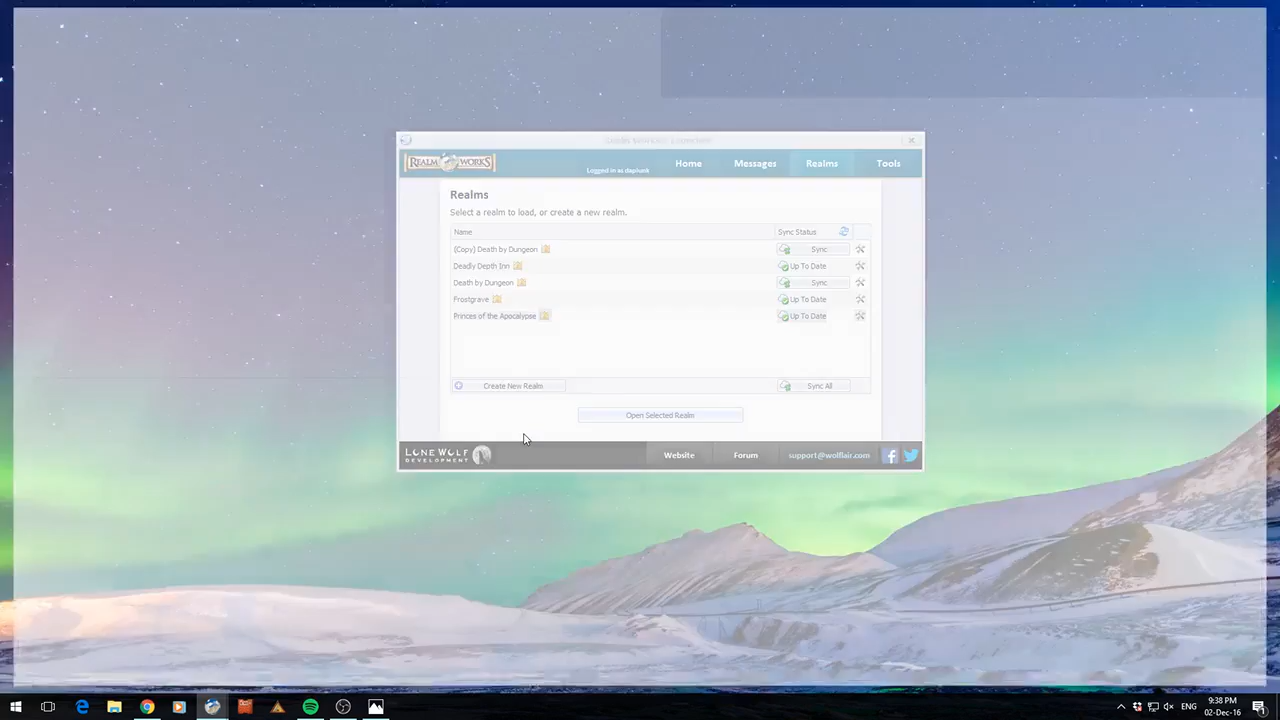 REALM WORKS
Logged in as daplunk
Home
Messages
Realms
Tools
Realms
Select a realm to load, or create a new realm.
Name
Sync Status
(Copy) Death by Dungeon
Sync
Deadly Depth Inn
Up To Date
Death by Dungeon
Sync
Frostgrave
Up To Date
Princes of the Apocalypse
Up To Date
Create New Realm
Sync All
Open Selected Realm
LONE WOLF
DEVELOPMENT
Website
Forum
support@wolflair.com
ENG
9:38 PM
02-Dec-16